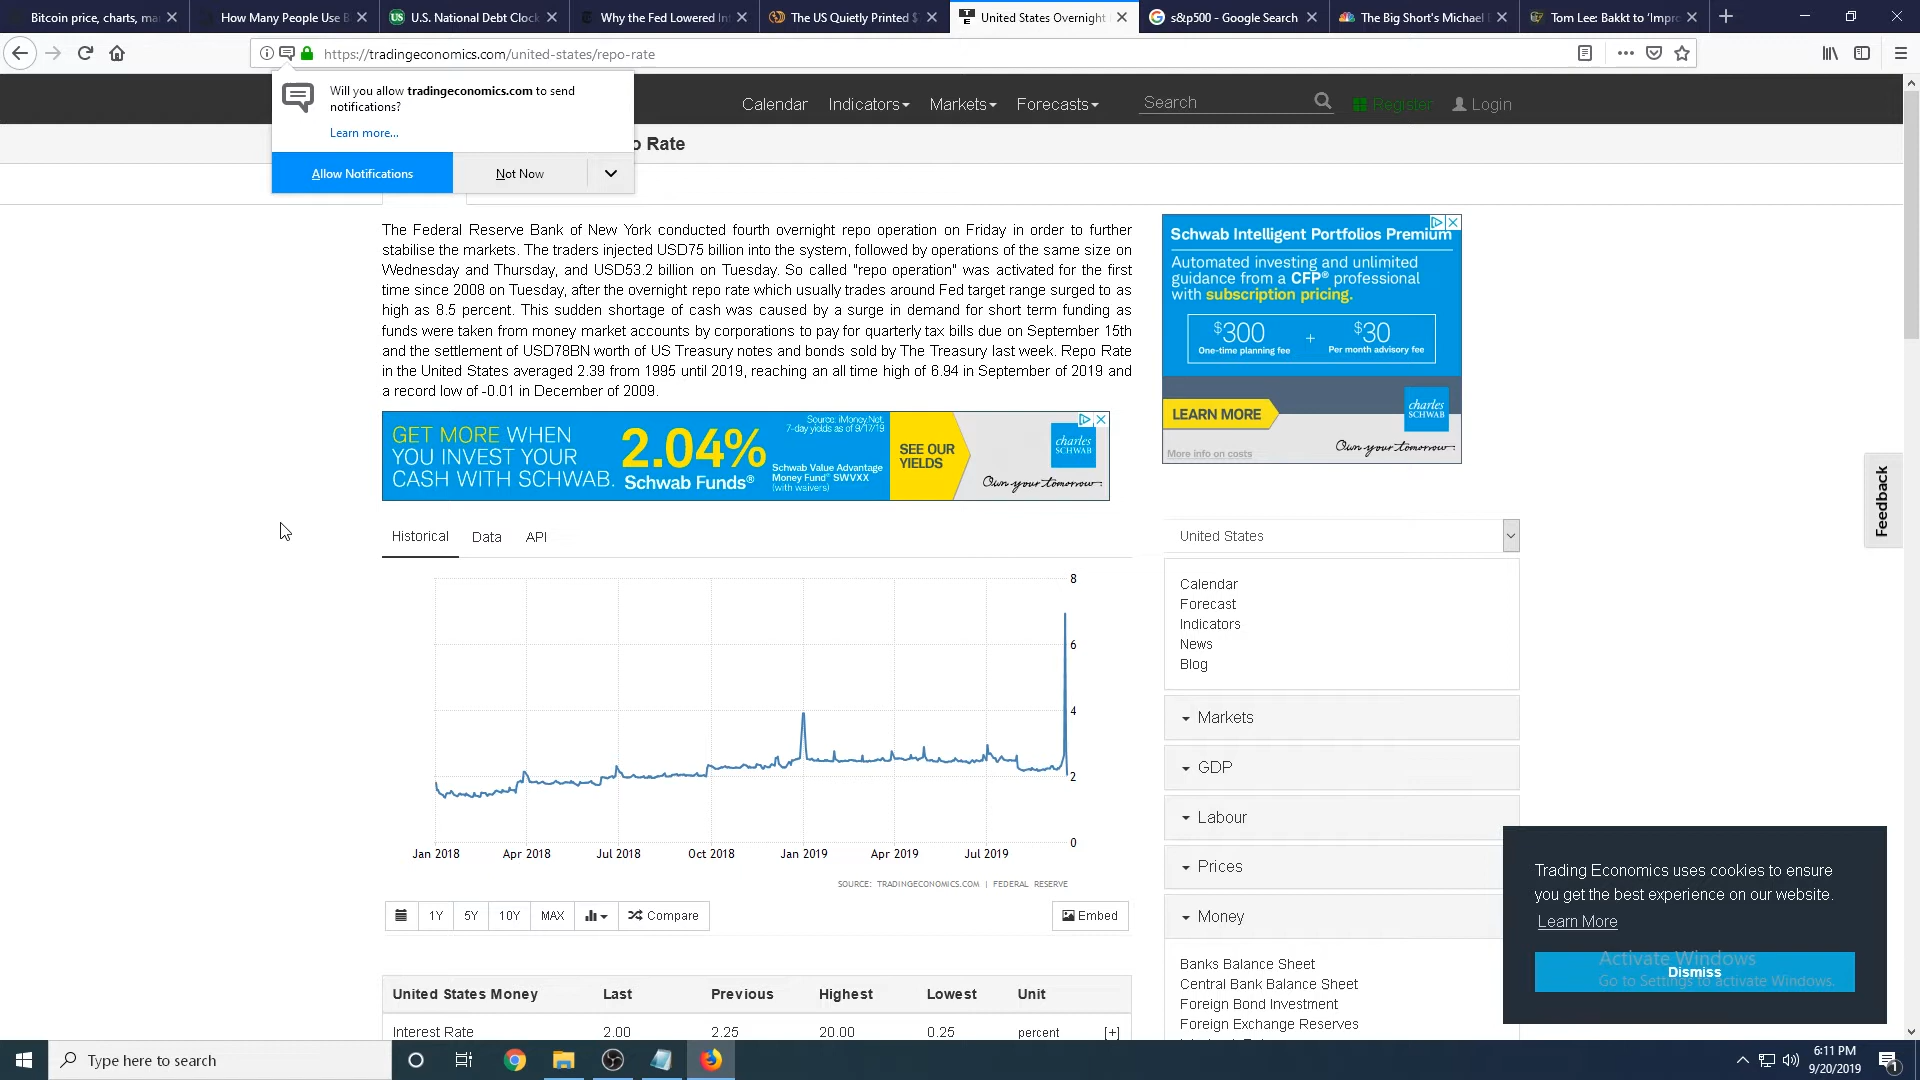 Bitcoin price, charts, ma
How Many People Use B
U.S. National Debt Clock
Why the Fed Lowered In
The US Quietly Printed $
United States Overnight
s&p500 - Google Search
The Big Short's Michael
Tom Lee: Bakkt to 'Impro
https://tradingeconomics.com/united-states/repo-rate
Will you allow tradingeconomics.com to send
notifications?
Learn more...
Allow Notifications
Not Now
Calendar
Indicators
Markets
Forecasts
Search
Register
Login
o Rate
The Federal Reserve Bank of New York conducted fourth overnight repo operation on Friday in order to further
stabilise the markets. The traders injected USD75 billion into the system, followed by operations of the same size on
Wednesday and Thursday, and USD53.2 billion on Tuesday. So called "repo operation" was activated for the first
time since 2008 on Tuesday, after the overnight repo rate which usually trades around Fed target range surged to as
high as 8.5 percent. This sudden shortage of cash was caused by a surge in demand for short term funding as
funds were taken from money market accounts by corporations to pay for quarterly tax bills due on September 15th
and the settlement of USD78BN worth of US Treasury notes and bonds sold by The Treasury last week. Repo Rate
in the United States averaged 2.39 from 1995 until 2019, reaching an all time high of 6.94 in September of 2019 and
a record low of -0.01 in December of 2009.
Schwab Intelligent Portfolios Premium
Automated investing and unlimited
guidance from a CFP® professional
with subscription pricing.
$300 + $30
One-time planning fee Per month advisory fee
LEARN MORE
charles
SCHWAB
Own your tomorrow.
More info on costs
GET MORE WHEN
YOU INVEST YOUR
CASH WITH SCHWAB.
2.04%
Schwab Funds®
Source: iMoney.Net,
7-day yields as of 9/17/19
Schwab Value Advantage
Money Fund® SWVXX
(with waivers)
SEE OUR
YIELDS
charles
SCHWAB
Own your tomorrow.
Feedback
Historical Data API
8
6
4
2
0
Jan 2018 Apr 2018 Jul 2018 Oct 2018 Jan 2019 Apr 2019 Jul 2019
SOURCE: TRADINGECONOMICS.COM | FEDERAL RESERVE
1Y 5Y 10Y MAX Compare Embed
United States Money Last Previous Highest Lowest Unit
Interest Rate 2.00 2.25 20.00 0.25 percent [+]
United States
Calendar
Forecast
Indicators
News
Blog
Markets
GDP
Labour
Prices
Money
Banks Balance Sheet
Central Bank Balance Sheet
Foreign Bond Investment
Foreign Exchange Reserves
Trading Economics uses cookies to ensure
you get the best experience on our website.
Learn More
Dismiss
Activate Windows
Go to Settings to activate Windows.
Type here to search
6:11 PM
9/20/2019
1